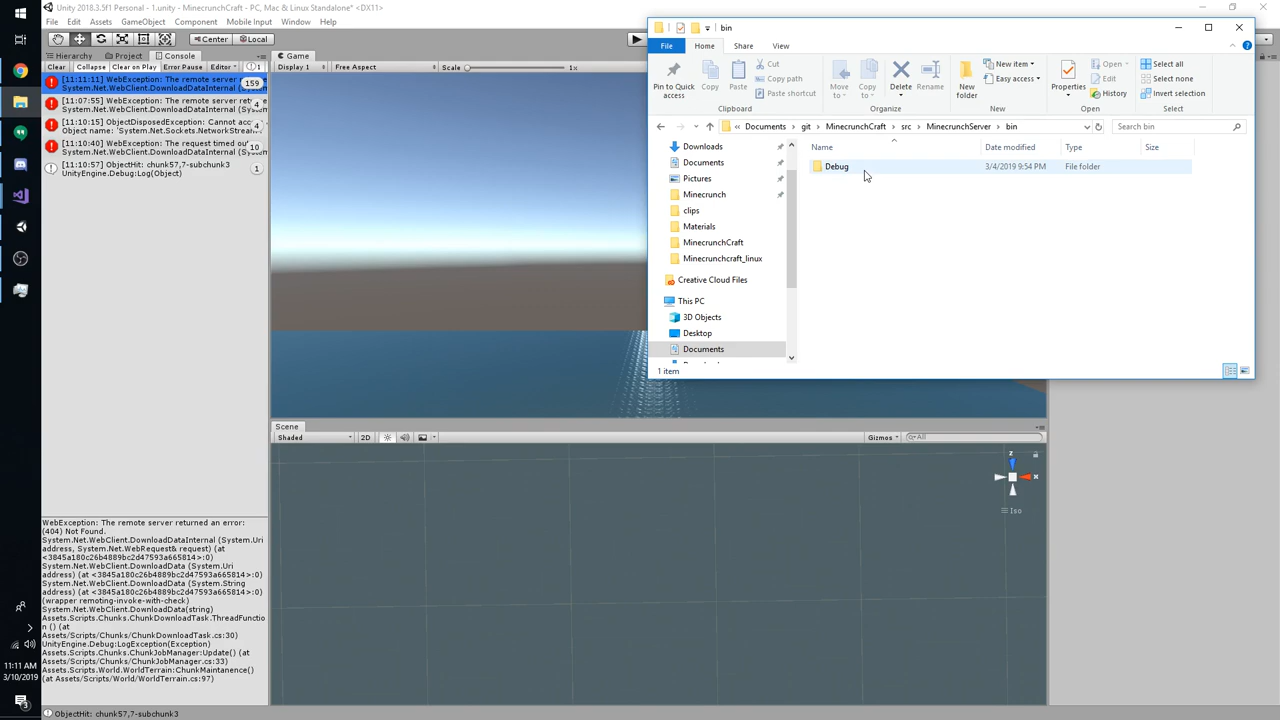 Unity 2018.3.5f1 Personal - 1.unity - MinecrunchCraft - PC, Mac & Linux Standalone* <DX11>
File Edit Assets GameObject Component Mobile Input Window Help
Center Local
Hierarchy Project Console
Clear Collapse Clear on Play Error Pause Editor 1
[11:11:11] WebException: The remote server 159
System.Net.WebClient.DownloadDataInternal (System.
[11:07:55] WebException: The remote server 4
System.Net.WebClient.DownloadDataInternal
[11:10:40] ObjectDisposedException: Cannot acce
Object name: 'System.Net.Sockets.NetworkStrea 4
[11:10:40] WebException: The request timed ou 10
System.Net.WebClient.DownloadDataInternal
[11:10:57] ObjectHit: chunk57,7-subchunk3 1
UnityEngine.Debug:Log(Object)
WebException: The remote server returned an error:
(404) Not Found.
System.Net.WebClient.DownloadDataInternal (System.Uri
address, System.Net.WebRequest& request) (at
<3845a180c26b4889bc2d47593a665814>:0)
System.Net.WebClient.DownloadData (System.Uri
address) (at <3845a180c26b4889bc2d47593a665814>:0)
System.Net.WebClient.DownloadData (System.String
address) (at <3845a180c26b4889bc2d47593a665814>:0)
(wrapper remoting-invoke-with-check)
System.Net.WebClient.DownloadData(string)
Assets.Scripts.Chunks.ChunkDownloadTask.ThreadFunctio
n () (at
Assets/Scripts/Chunks/ChunkDownloadTask.cs:30)
UnityEngine.Debug:LogException(Exception)
Assets.Scripts.Chunks.ChunkJobManager:Update() (at
Assets/Scripts/Chunks/ChunkJobManager.cs:33)
Assets.Scripts.World.WorldTerrain:ChunkMaintanence()
(at Assets/Scripts/World/WorldTerrain.cs:97)
ObjectHit: chunk57,7-subchunk3
Game
Display 1 Free Aspect Scale 1x
Scene
Shaded 2D Gizmos All
z
x
Iso
bin
File Home Share View
Pin to Quick access
Copy
Paste
Cut
Copy path
Paste shortcut
Clipboard
Move to
Copy to
Delete
Rename
Organize
New folder
New item
Easy access
New
Properties
Open
Edit
History
Open
Select all
Select none
Invert selection
Select
« Documents git MinecrunchCraft src MinecrunchServer bin
Search bin
Name Date modified Type Size
Debug 3/4/2019 9:54 PM File folder
Downloads
Documents
Pictures
Minecrunch
clips
Materials
MinecrunchCraft
Minecrunchcraft_linux
Creative Cloud Files
This PC
3D Objects
Desktop
Documents
1 item
11:11 AM
3/10/2019
3